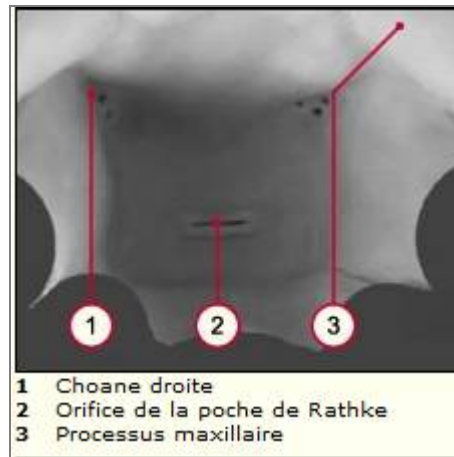 1 2 3
1 Choane droite
2 Orifice de la poche de Rathke
3 Processus maxillaire